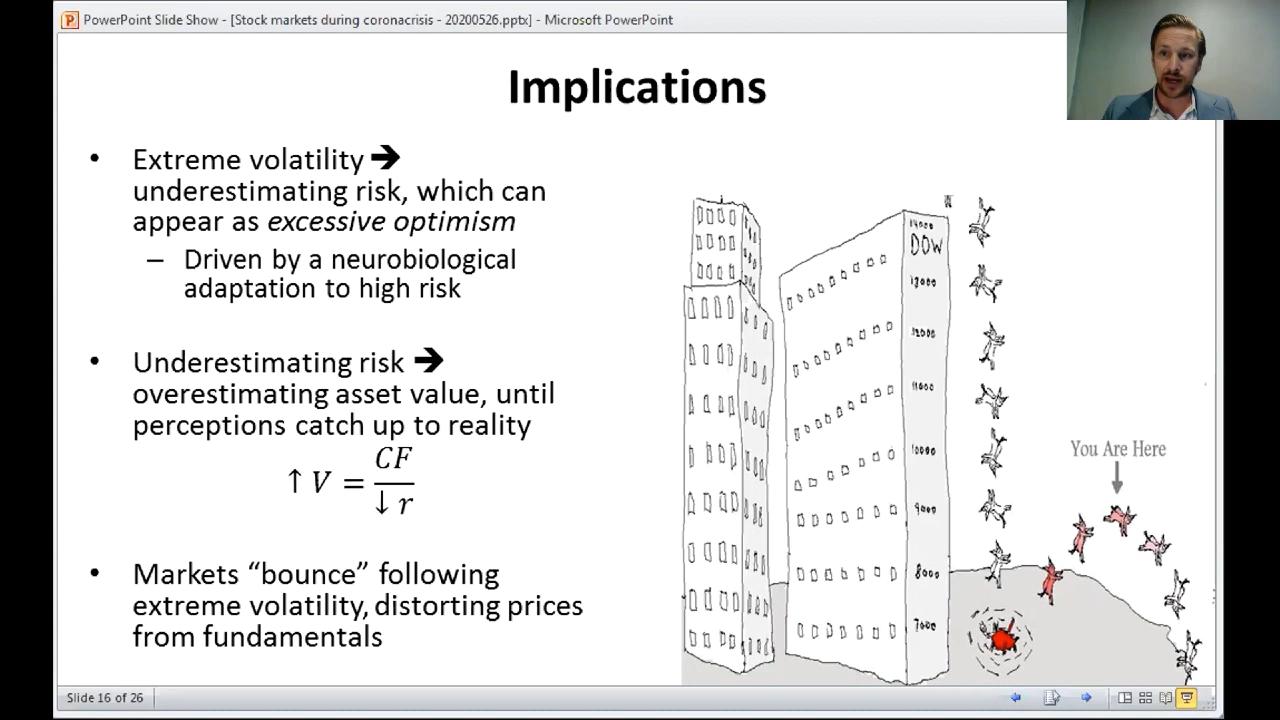 PowerPoint Slide Show - [Stock markets during coronacrisis - 20200526.pptx] - Microsoft PowerPoint
Implications
• Extreme volatility ➔
underestimating risk, which can
appear as excessive optimism
– Driven by a neurobiological
adaptation to high risk
• Underestimating risk ➔
overestimating asset value, until
perceptions catch up to reality
↑ V = CF / ↓ r
• Markets “bounce” following
extreme volatility, distorting prices
from fundamentals
14000
DOW
13000
12000
11000
10000
9000
8000
7000
You Are Here
Slide 16 of 26